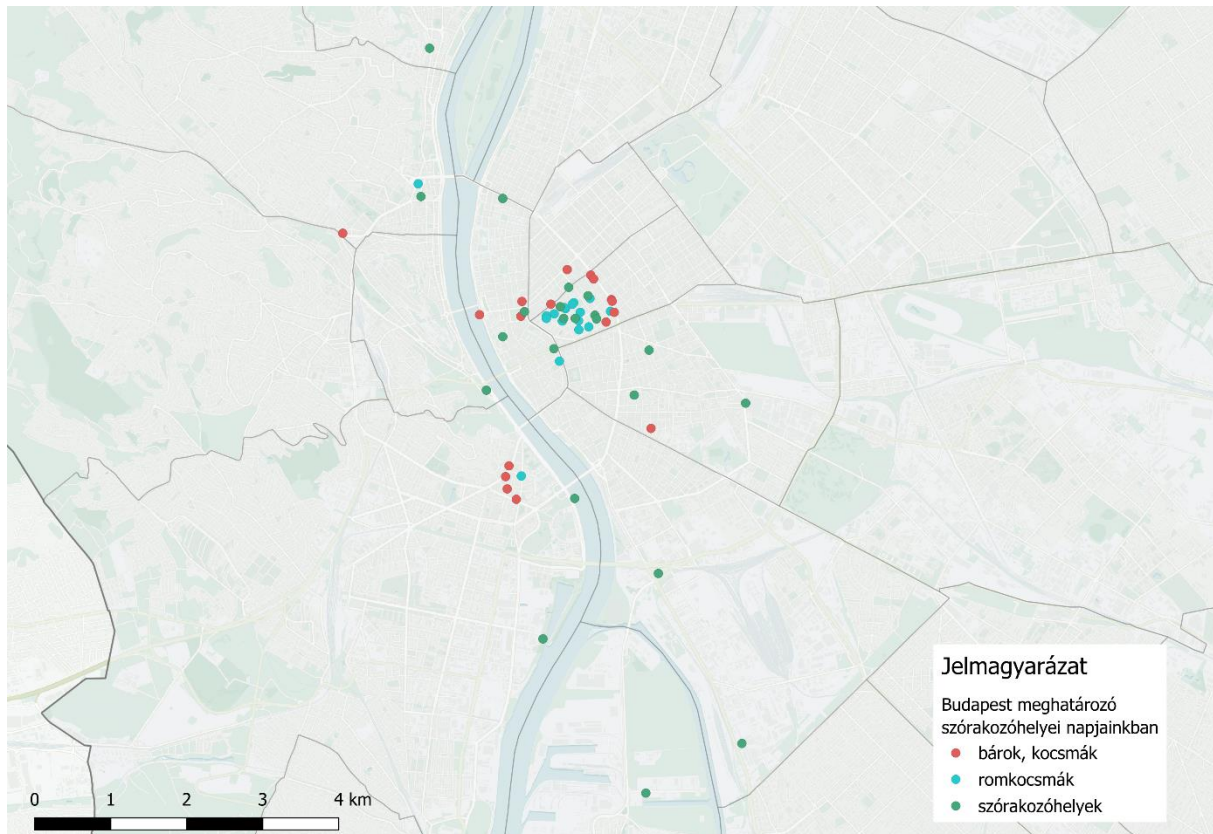 Jelmagyarázat
Budapest meghatározó
szórakozóhelyei napjainkban
bárok, kocsmák
romkocsmák
szórakozóhelyek
0 1 2 3 4 km